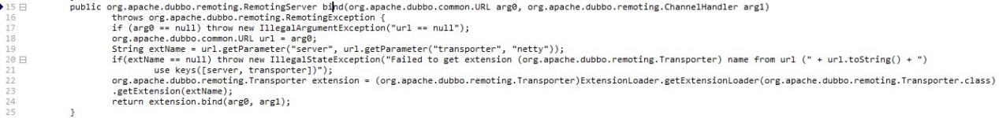 15 public org.apache.dubbo.remoting.RemotingServer bind(org.apache.dubbo.common.URL arg0, org.apache.dubbo.remoting.ChannelHandler arg1)
16 throws org.apache.dubbo.remoting.RemotingException {
17 if (arg0 == null) throw new IllegalArgumentException("url == null");
18 org.apache.dubbo.common.URL url = arg0;
19 String extName = url.getParameter("server", url.getParameter("transporter", "netty"));
20 if(extName == null) throw new IllegalStateException("Failed to get extension (org.apache.dubbo.remoting.Transporter) name from url (" + url.toString() + ")
21 use keys([server, transporter])");
22 org.apache.dubbo.remoting.Transporter extension = (org.apache.dubbo.remoting.Transporter)ExtensionLoader.getExtensionLoader(org.apache.dubbo.remoting.Transporter.class)
23 .getExtension(extName);
24 return extension.bind(arg0, arg1);
25 }